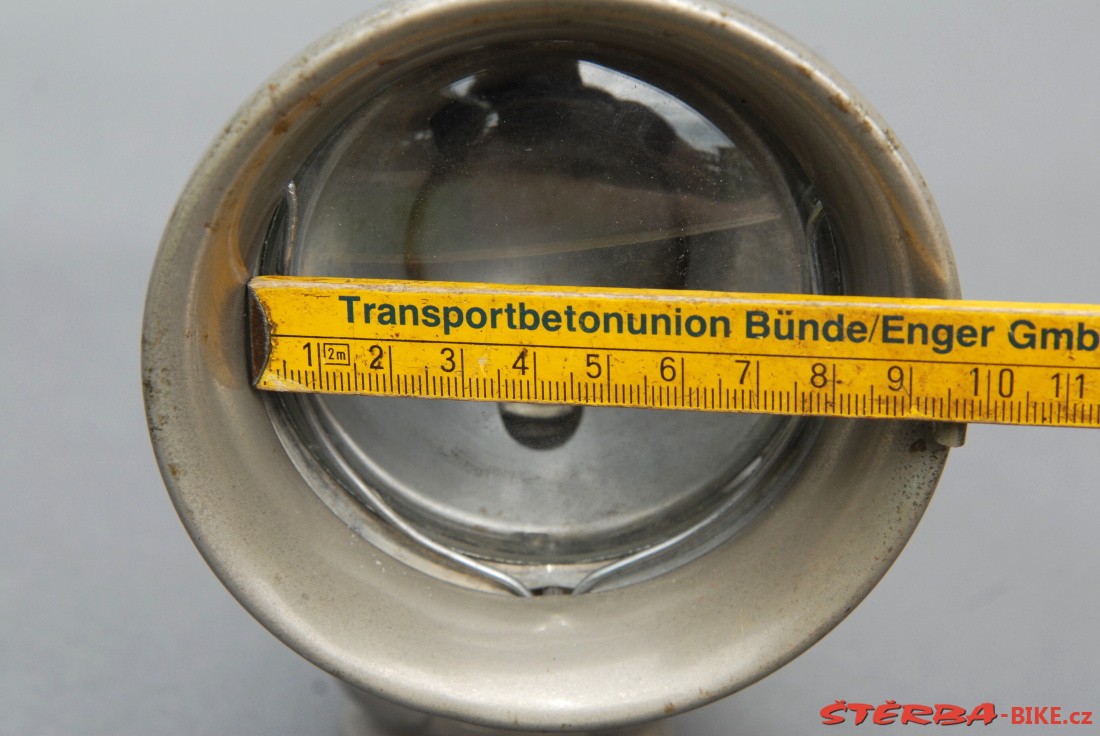 Transportbetonunion Bünde/Enger Gmb
1 2m 2 3 4 5 6 7 8 9 10 11
ŠTĚRBA-BIKE.cz